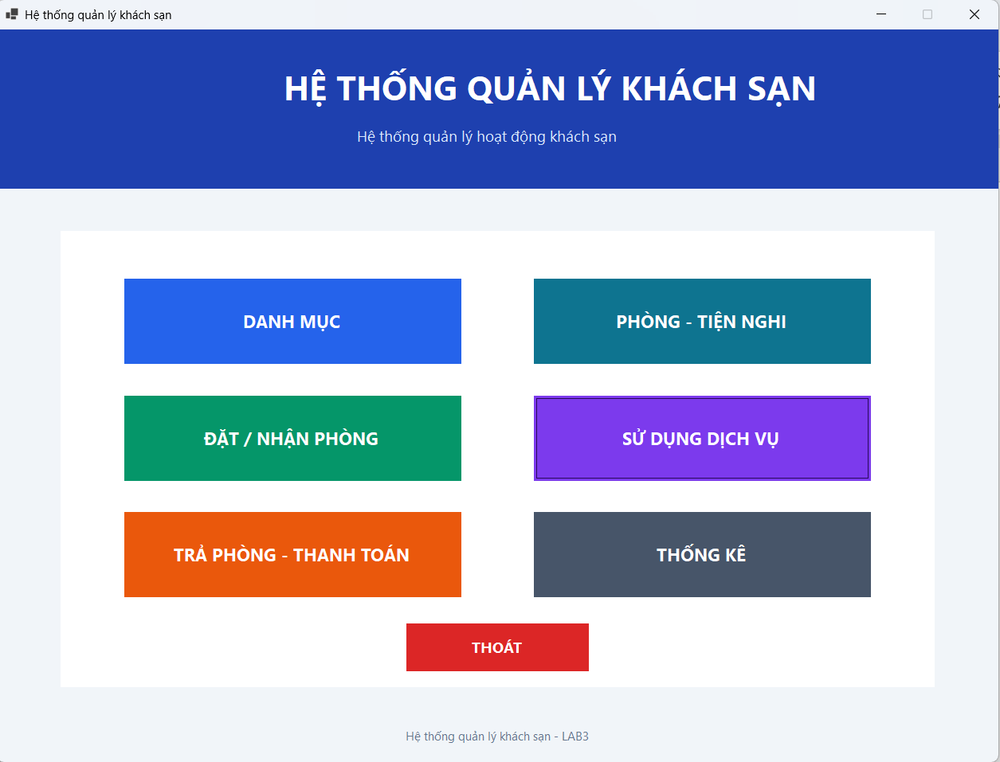 Hệ thống quản lý khách sạn
HỆ THỐNG QUẢN LÝ KHÁCH SẠN
Hệ thống quản lý hoạt động khách sạn
DANH MỤC
PHÒNG - TIỆN NGHI
ĐẶT / NHẬN PHÒNG
SỬ DỤNG DỊCH VỤ
TRẢ PHÒNG - THANH TOÁN
THỐNG KÊ
THOÁT
Hệ thống quản lý khách sạn - LAB3